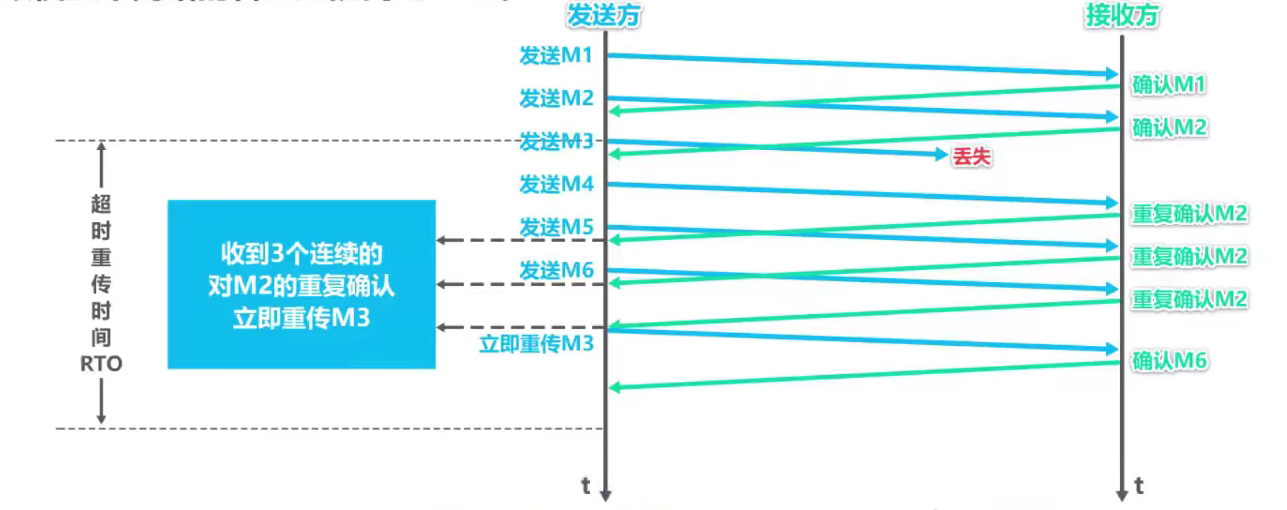 发送方
接收方
发送M1
确认M1
发送M2
确认M2
发送M3
丢失
发送M4
重复确认M2
发送M5
重复确认M2
发送M6
重复确认M2
立即重传M3
确认M6
超时重传时间RTO
收到3个连续的
对M2的重复确认
立即重传M3
t
t